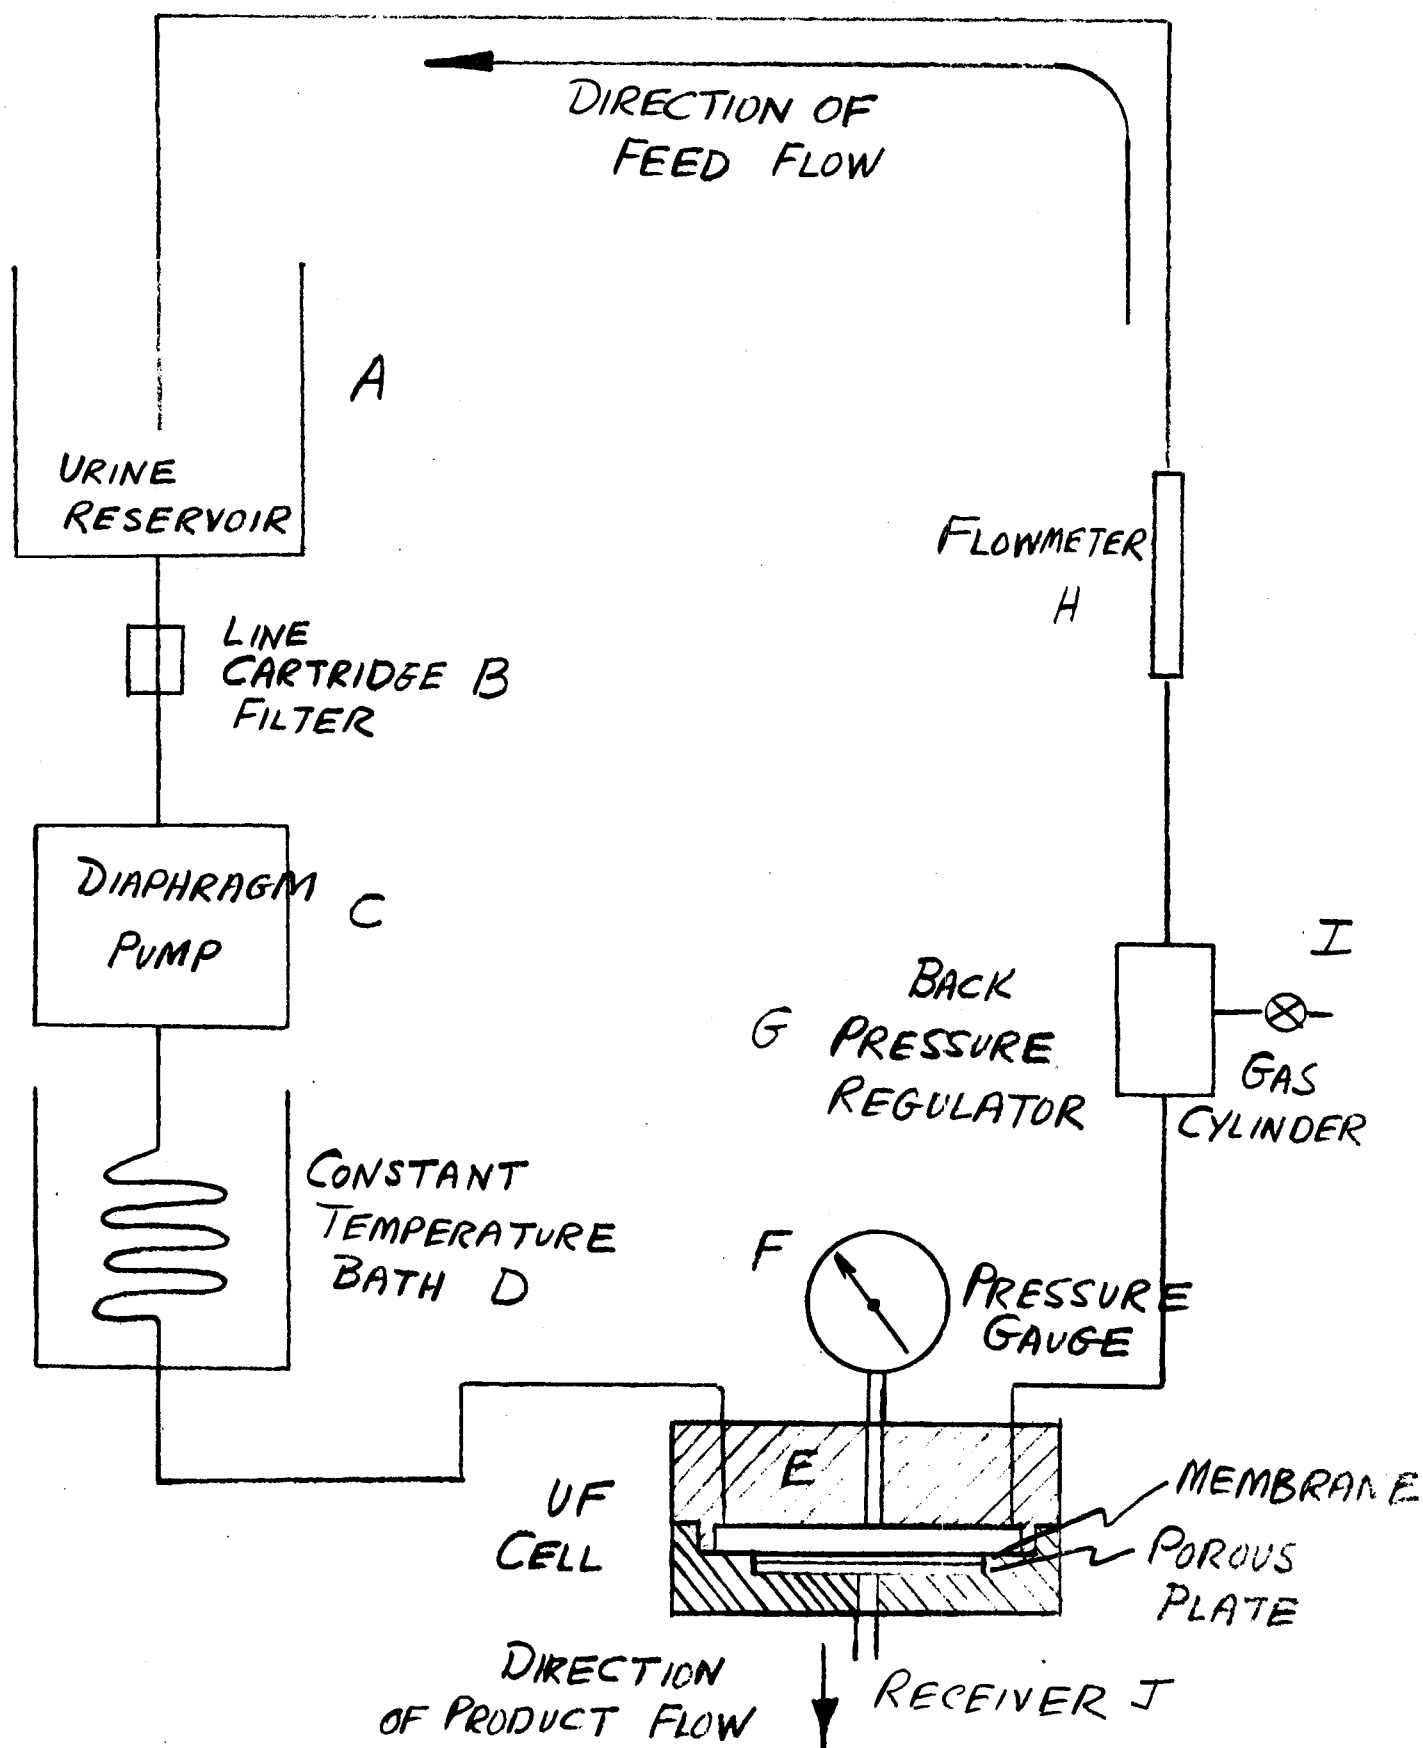 DIRECTION OF
FEED FLOW
A
URINE
RESERVOIR
FLOWMETER
H
LINE
CARTRIDGE B
FILTER
DIAPHRAGM
PUMP
C
I
BACK
G PRESSURE
REGULATOR
GAS
CYLINDER
CONSTANT
TEMPERATURE
BATH D
F
PRESSURE
GAUGE
E
UF
CELL
MEMBRANE
POROUS
PLATE
DIRECTION
OF PRODUCT FLOW
RECEIVER J